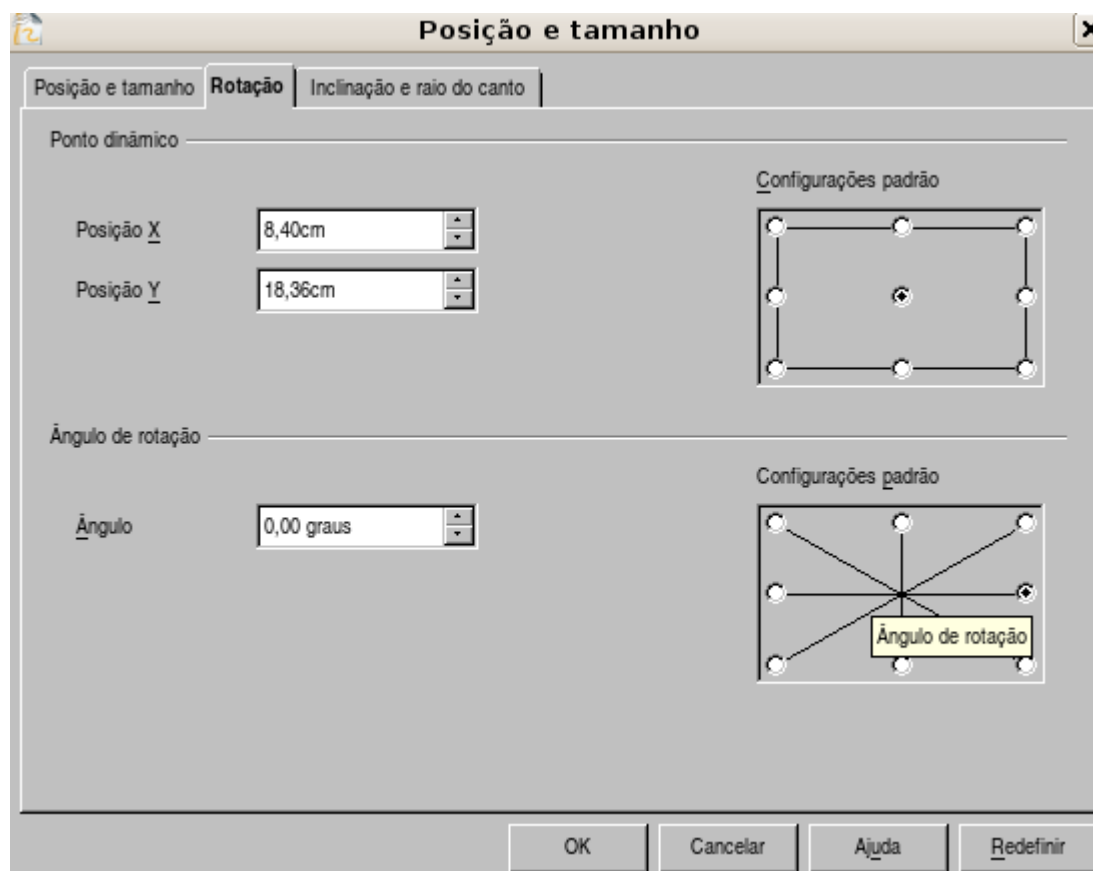 Posição e tamanho
Posição e tamanho Rotação Inclinação e raio do canto
Ponto dinâmico
Configurações padrão
Posição X 8,40cm
Posição Y 18,36cm
Ângulo de rotação
Configurações padrão
Ângulo 0,00 graus
Ângulo de rotação
OK Cancelar Ajuda Redefinir